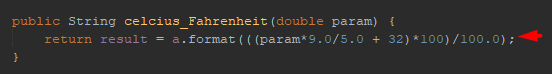 public String celcius_Fahrenheit(double param) {
return result = a.format(((param*9.0/5.0 + 32)*100)/100.0);
}